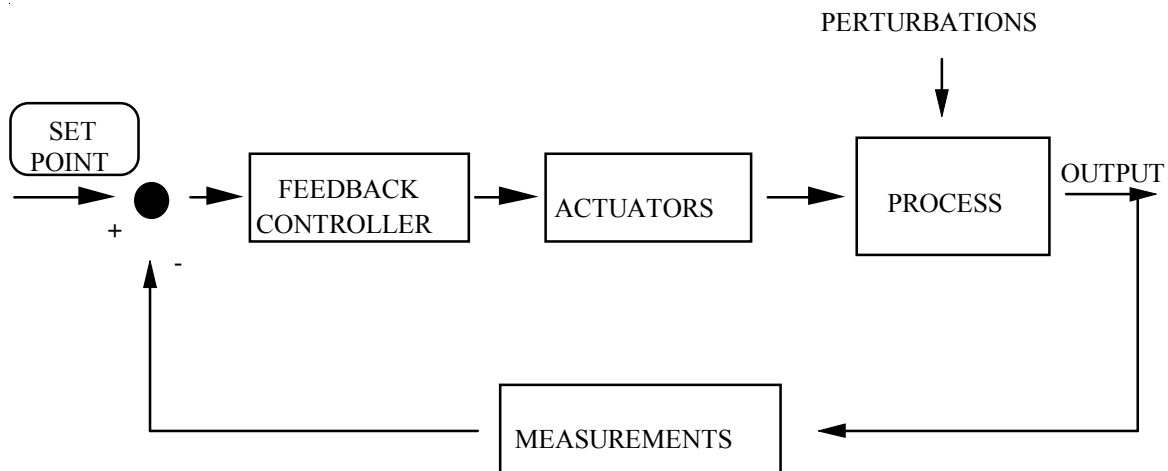 PERTURBATIONS
SET
POINT
+
-
FEEDBACK
CONTROLLER
ACTUATORS
PROCESS
OUTPUT
MEASUREMENTS